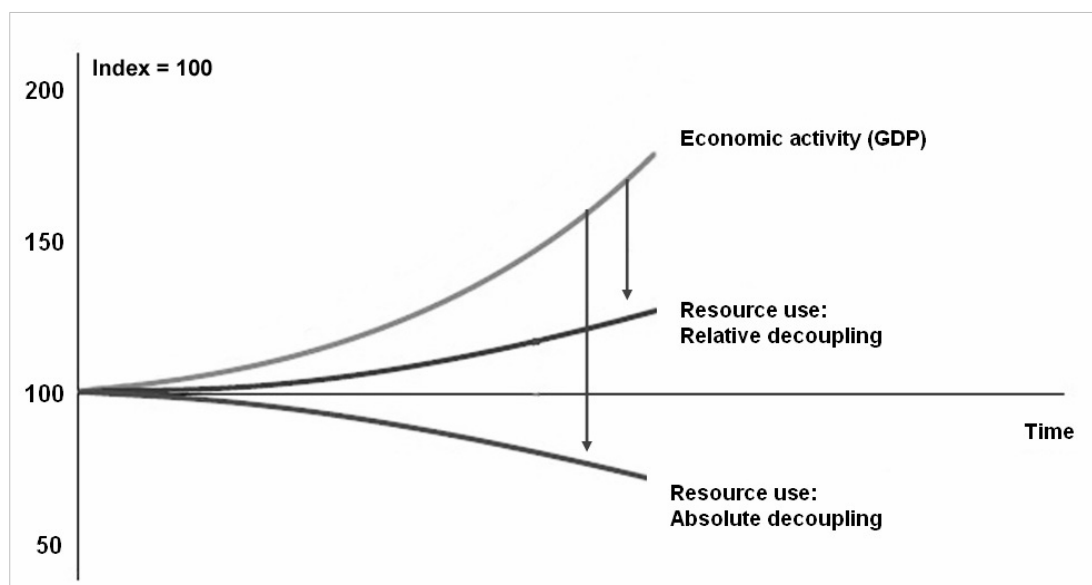 Index = 100
200
Economic activity (GDP)
150
Resource use:
Relative decoupling
100
Time
Resource use:
Absolute decoupling
50